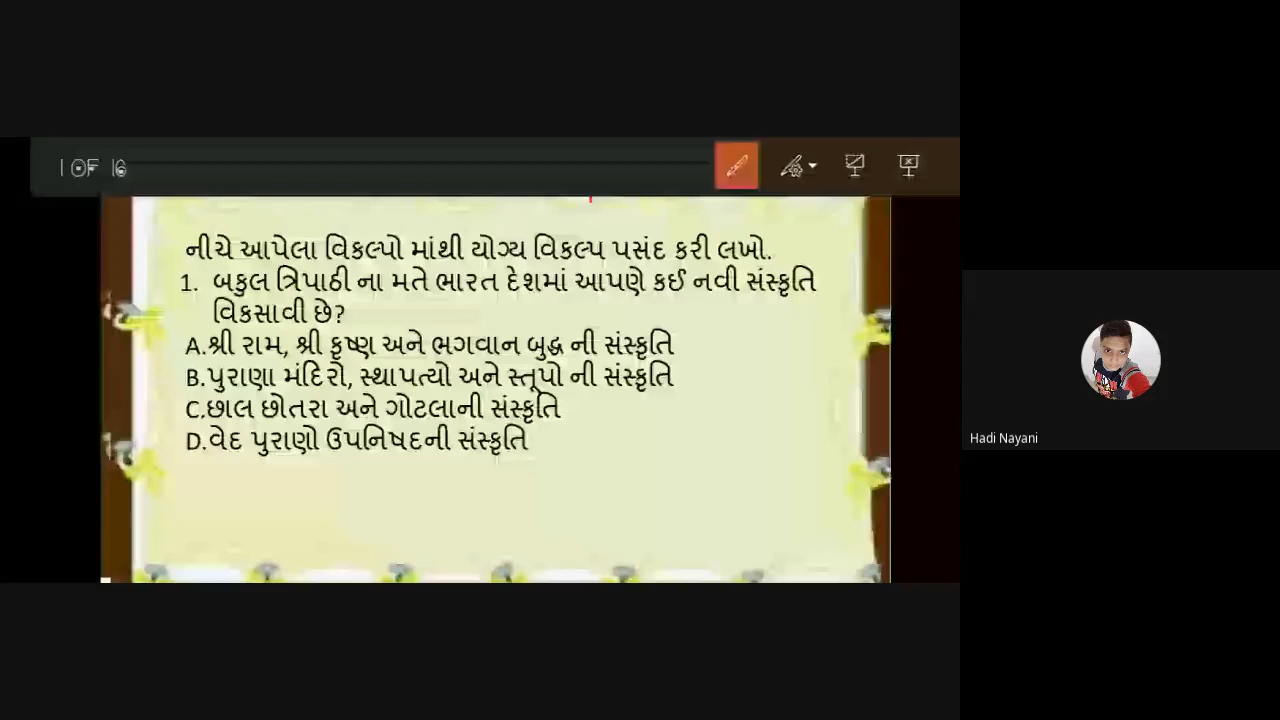 1 OF 16
નીચે આપેલા વિકલ્પો માંથી યોગ્ય વિકલ્પ પસંદ કરી લખો.
1. બકુલ ત્રિપાઠી ના મતે ભારત દેશમાં આપણે કઈ નવી સંસ્કૃતિ
વિકસાવી છે?
A.શ્રી રામ, શ્રી કૃષ્ણ અને ભગવાન બુદ્ધ ની સંસ્કૃતિ
B.પુરાણા મંદિરો, સ્થાપત્યો અને સ્તૂપો ની સંસ્કૃતિ
C.છાલ છોતરા અને ગોટલાની સંસ્કૃતિ
D.વેદ પુરાણો ઉપનિષદની સંસ્કૃતિ
Hadi Nayani